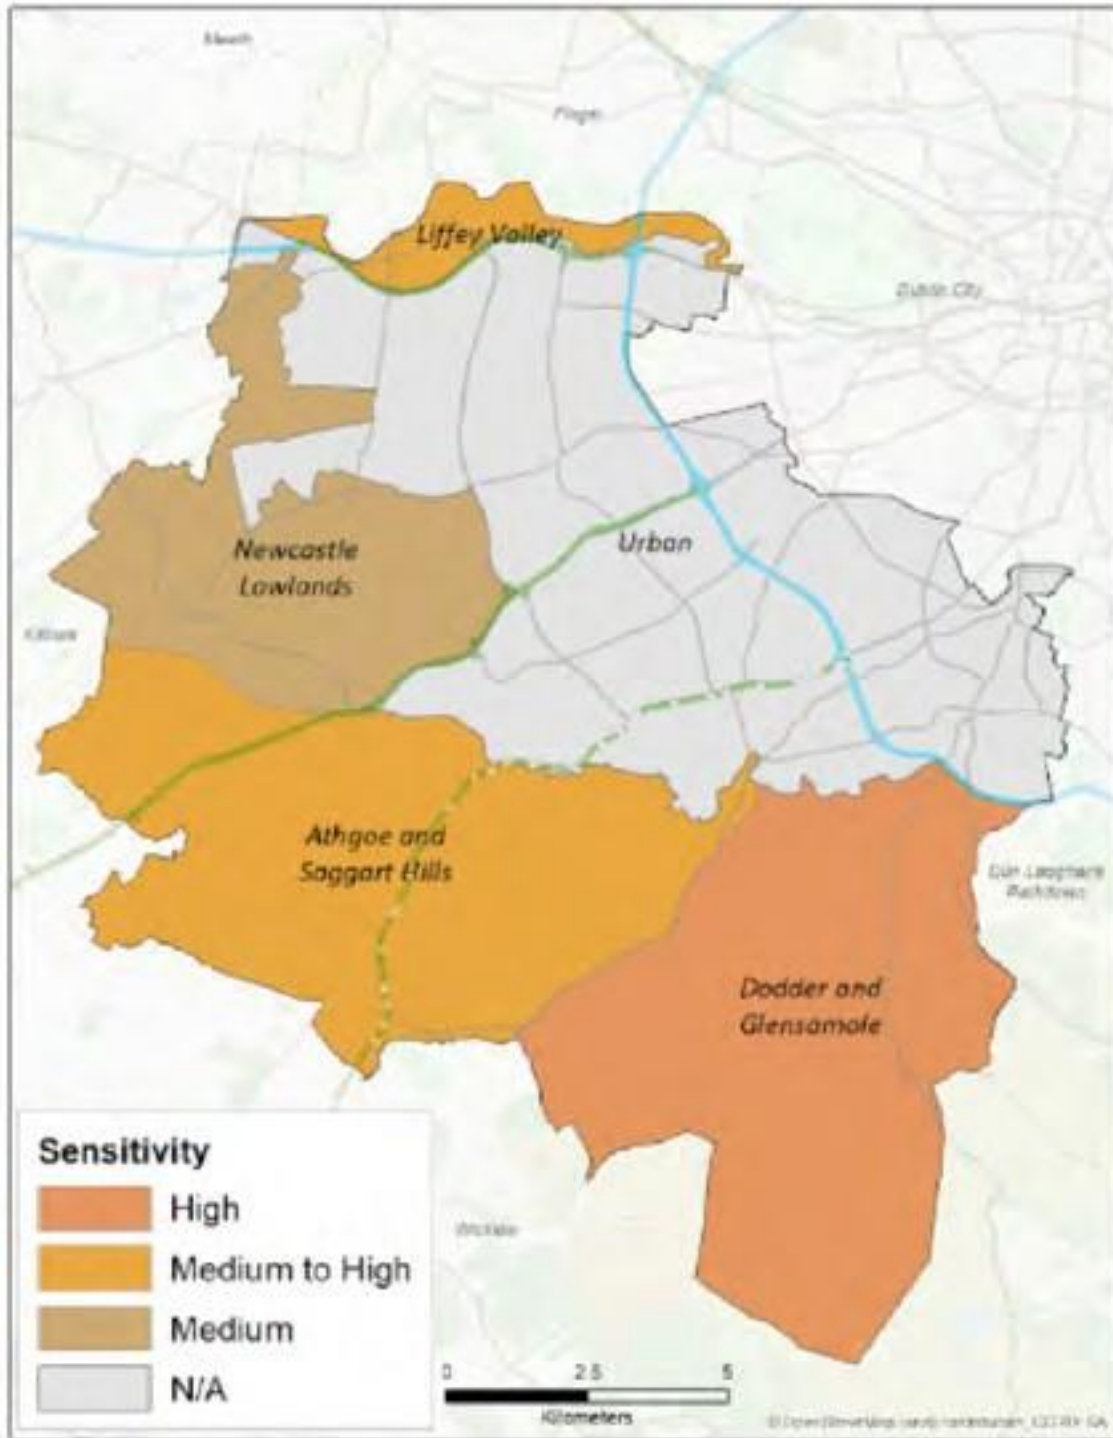 Meath
Fingal
Liffey Valley
Dublin City
Newcastle
Lowlands
Urban
Kildare
Athgoe and
Saggart Hills
Dún Laoghaire
Rathdown
Dodder and
Glensamole
Wicklow
Sensitivity
High
Medium to High
Medium
N/A
0 2.5 5
Kilometers